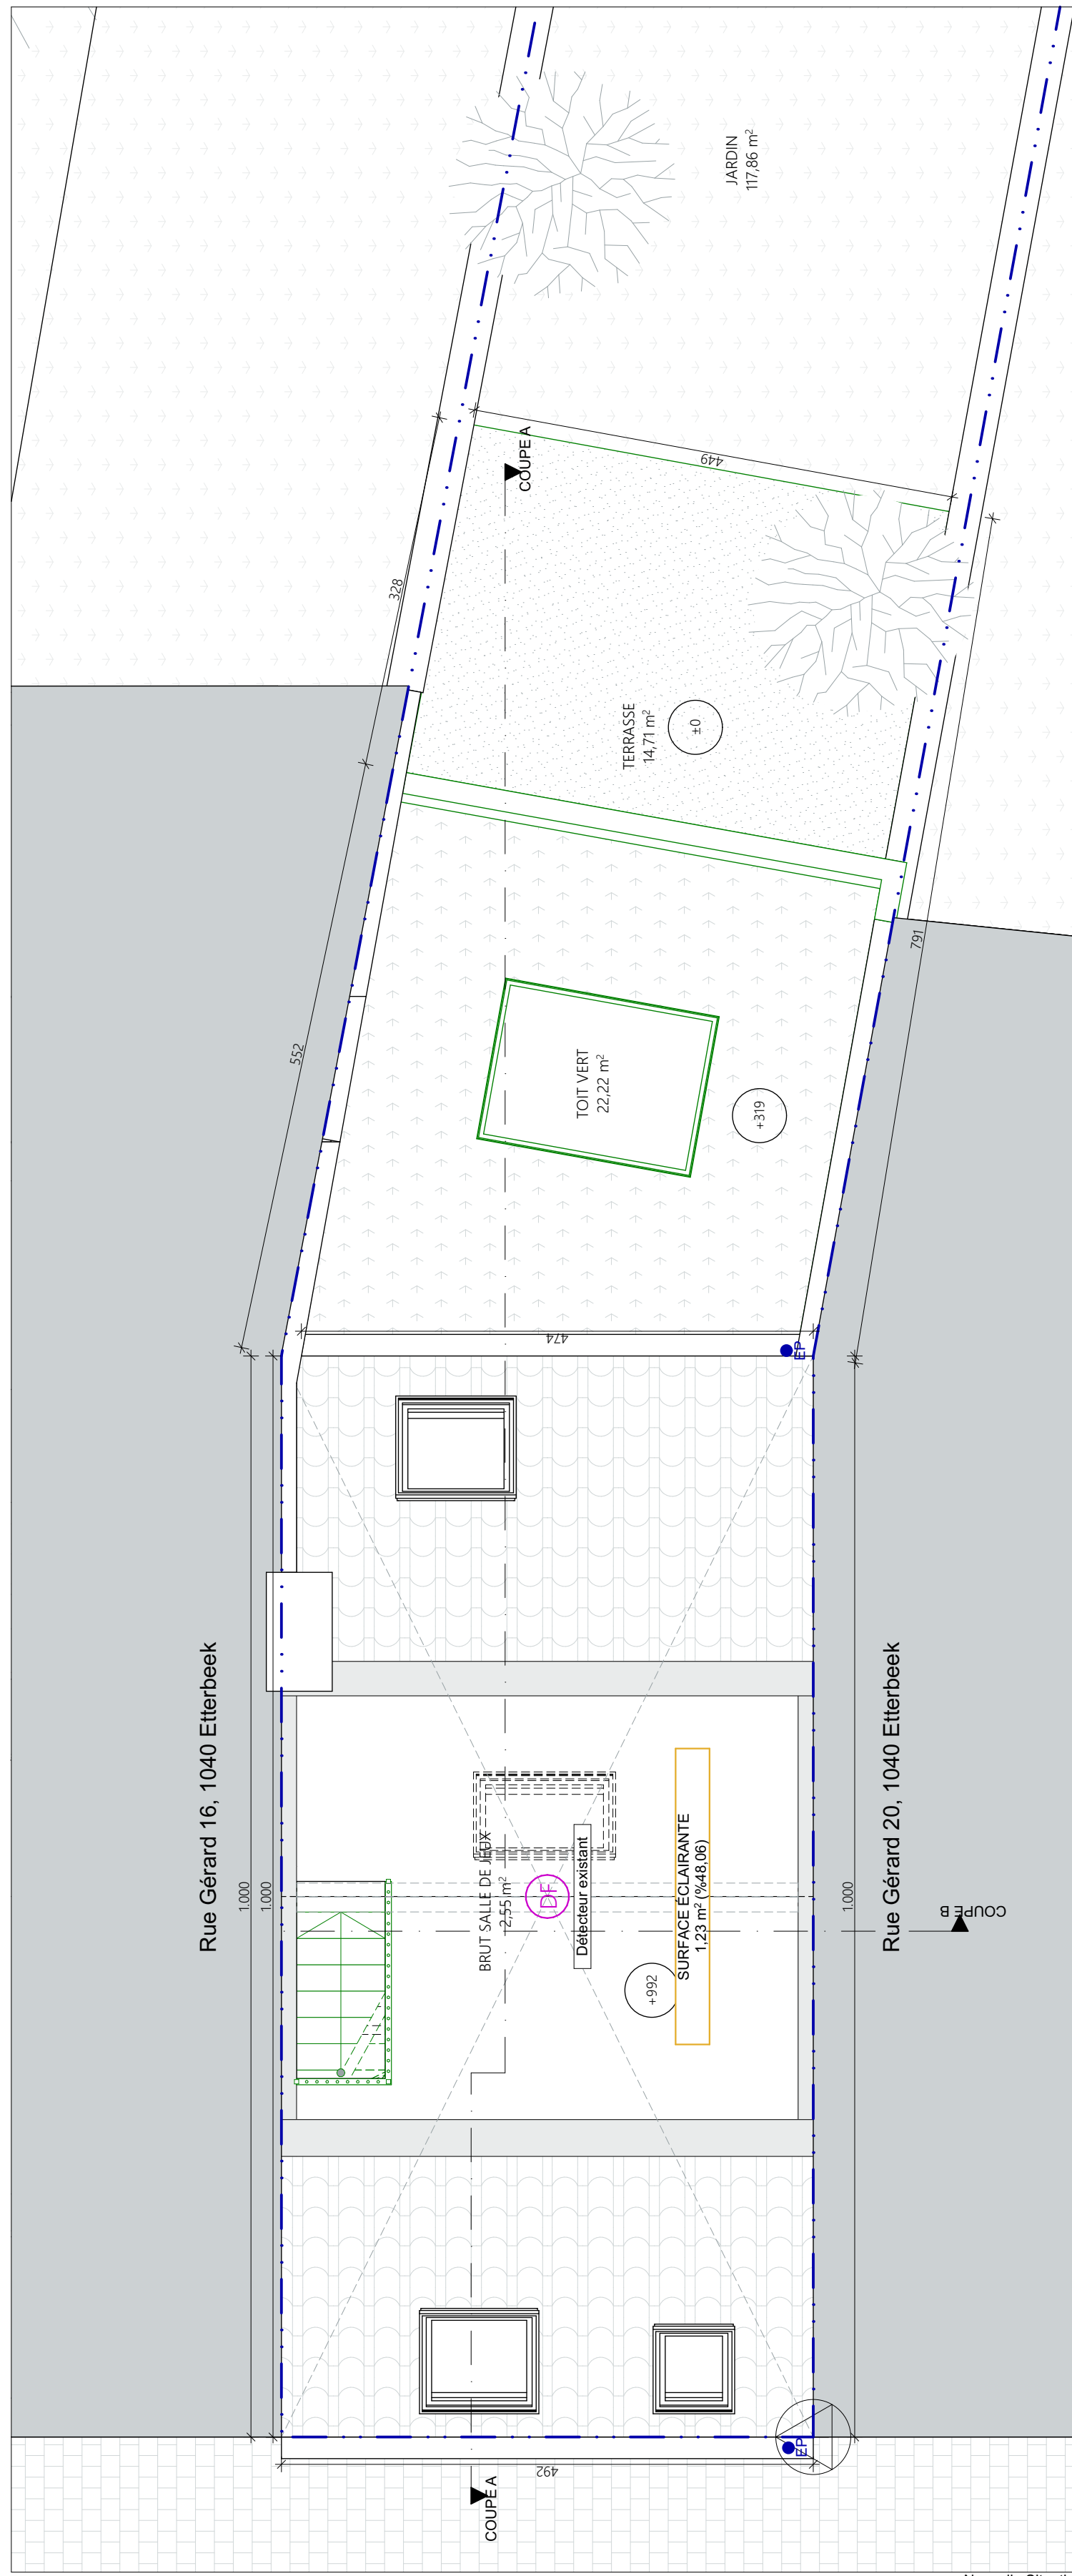 JARDIN
117,86 m²
COUPE A
449
328
TERRASSE
14,71 m²
±0
791
552
TOIT VERT
22,22 m²
+319
474
EP
Rue Gérard 16, 1040 Etterbeek
Rue Gérard 20, 1040 Etterbeek
1.000
1.000
1.000
BRUT SALLE DE JEUX
2,55 m²
DF
Détecteur existant
SURFACE ÉCLAIRANTE
1,23 m² (%48,06)
+992
COUPE B
EP
492
COUPE A